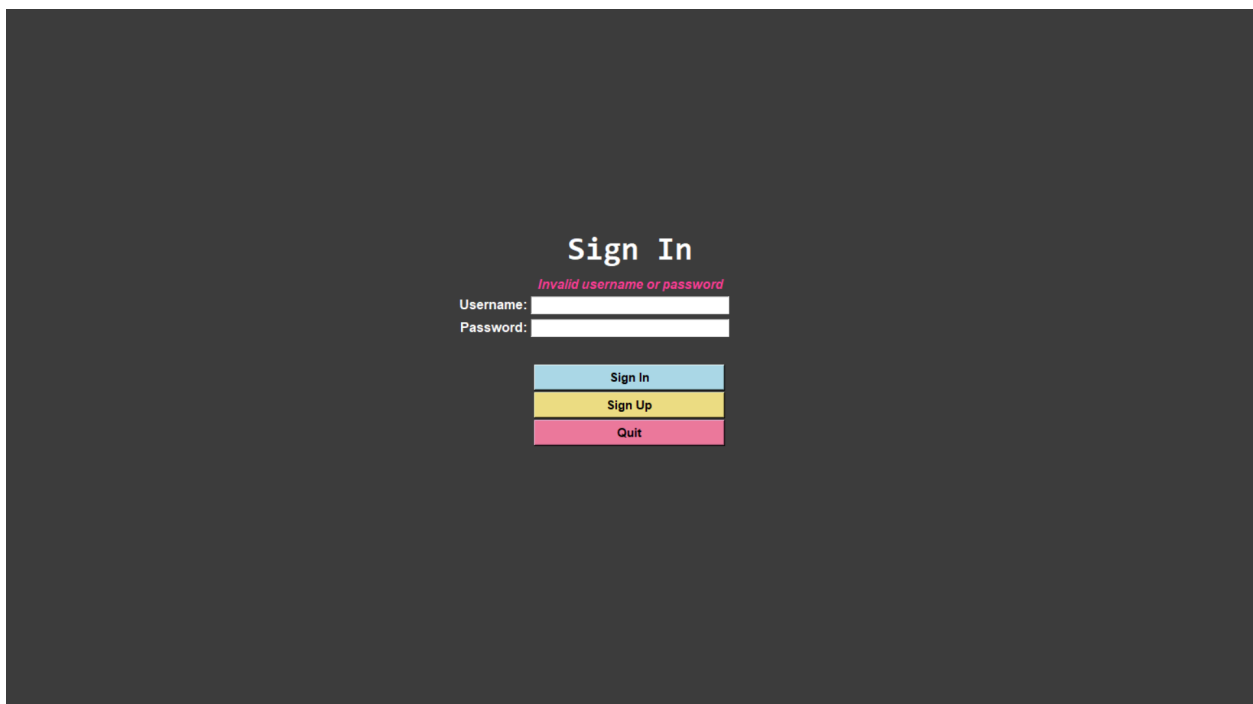 Sign In
Invalid username or password
Username:
Password:
Sign In
Sign Up
Quit